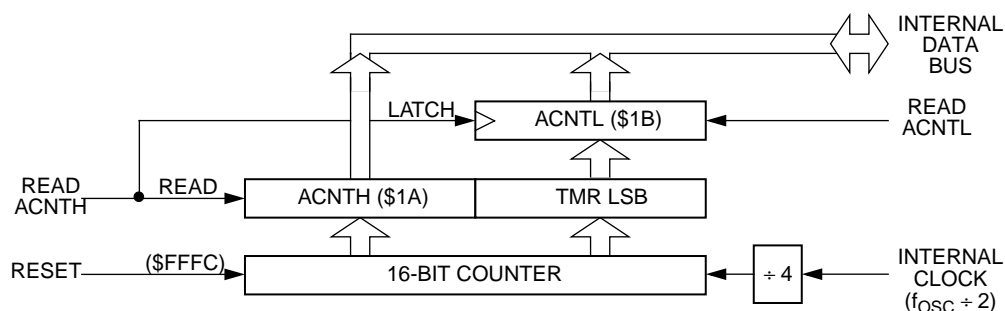 INTERNAL
DATA
BUS
LATCH
ACNTL ($1B)
READ
ACNTL
READ
ACNTH
READ
ACNTH ($1A)
TMR LSB
RESET
($FFFC)
16-BIT COUNTER
÷ 4
INTERNAL
CLOCK
(fOSC ÷ 2)